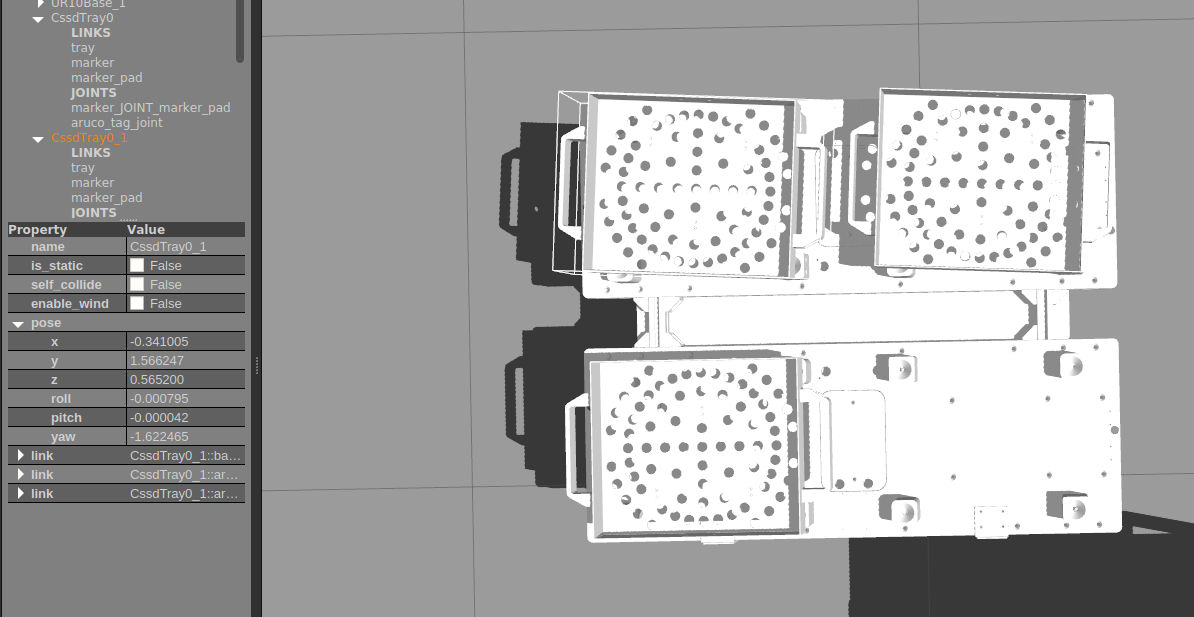 UR10Base_1
CssdTray0
LINKS
tray
marker
marker_pad
JOINTS
marker_JOINT_marker_pad
aruco_tag_joint
CssdTray0_1
LINKS
tray
marker
marker_pad
JOINTS
Property Value
name CssdTray0_1
is_static False
self_collide False
enable_wind False
pose
x -0.341005
y 1.566247
z 0.565200
roll -0.000795
pitch -0.000042
yaw -1.622465
link CssdTray0_1::ba...
link CssdTray0_1::ar...
link CssdTray0_1::ar...